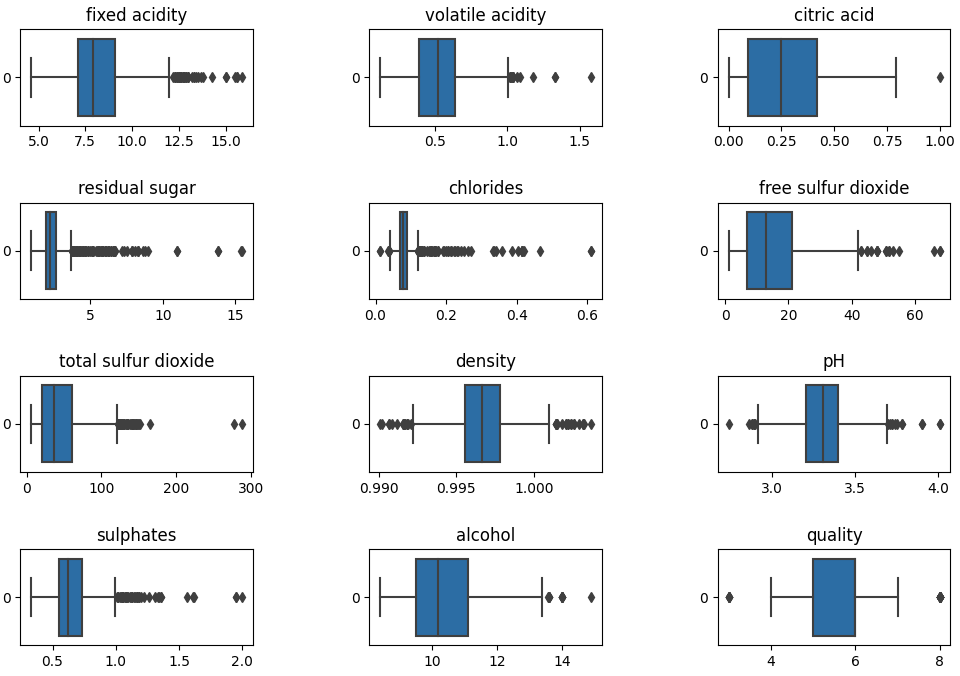 fixed acidity volatile acidity citric acid
0 0 0
5.0 7.5 10.0 12.5 15.0 0.5 1.0 1.5 0.00 0.25 0.50 0.75 1.00
residual sugar chlorides free sulfur dioxide
0 0 0
5 10 15 0.0 0.2 0.4 0.6 0 20 40 60
total sulfur dioxide density pH
0 0 0
0 100 200 300 0.990 0.995 1.000 3.0 3.5 4.0
sulphates alcohol quality
0 0 0
0.5 1.0 1.5 2.0 10 12 14 4 6 8